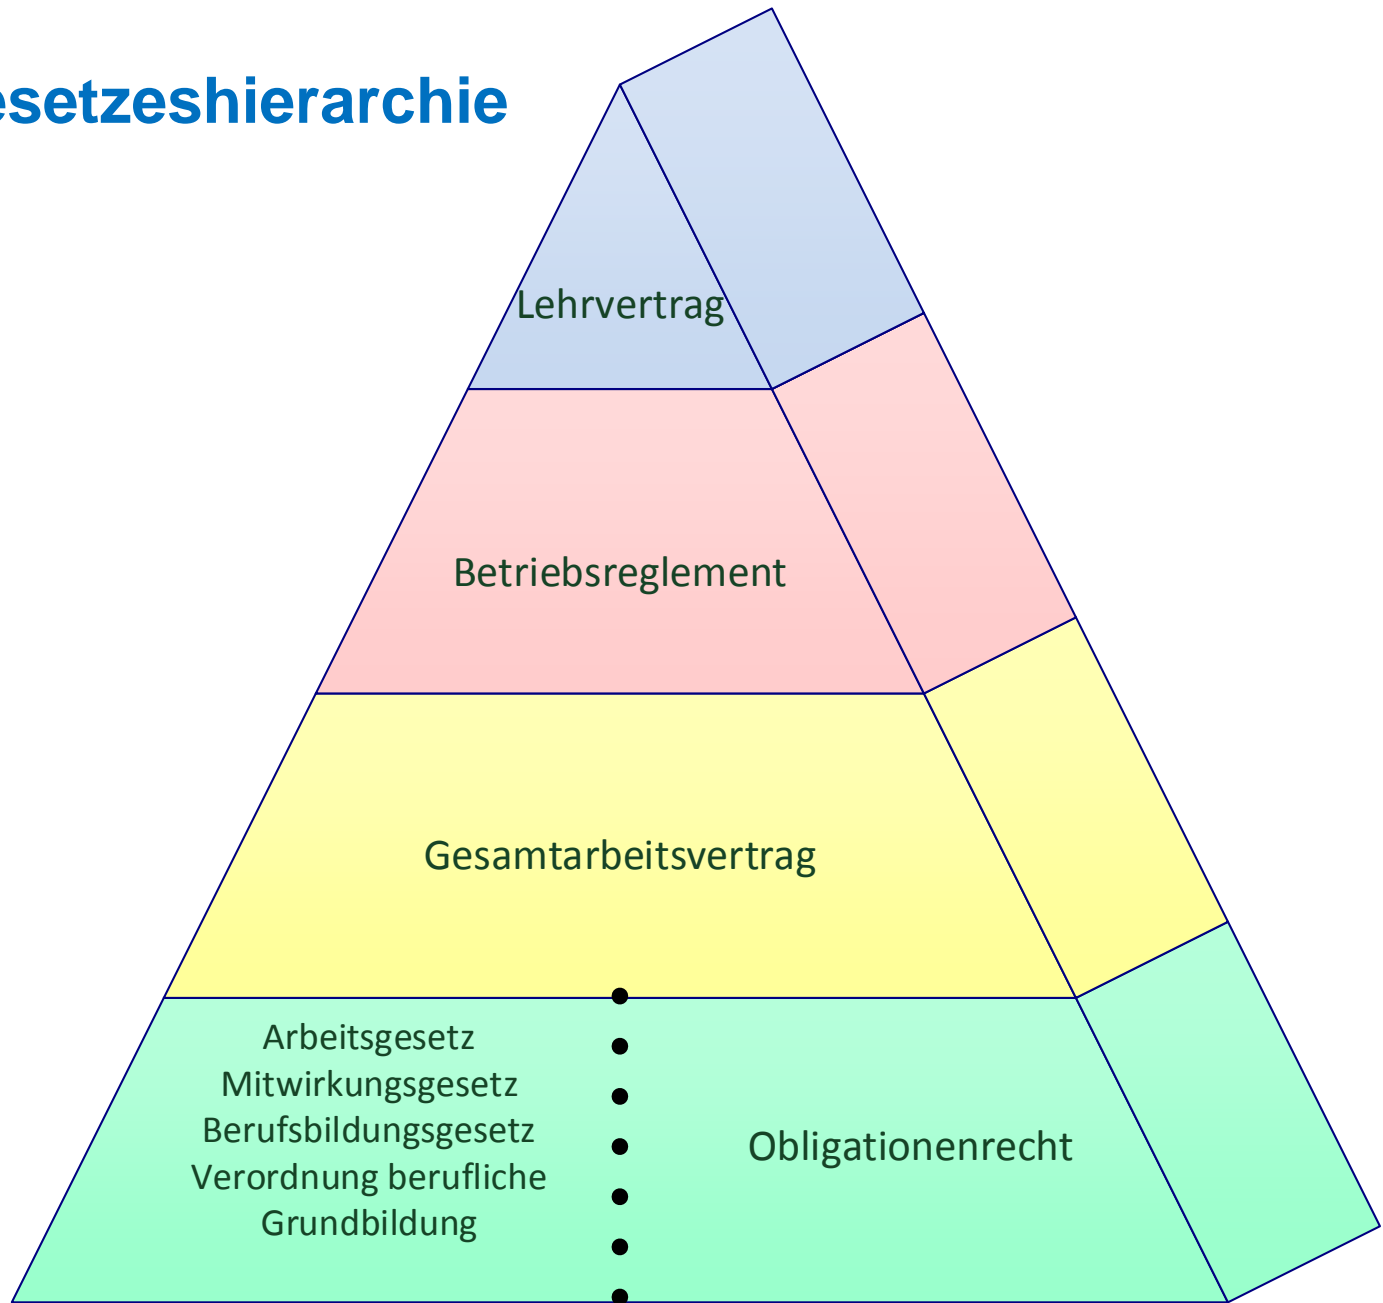 esetzeshierarchie
Lehrvertrag
Betriebsreglement
Gesamtarbeitsvertrag
Arbeitsgesetz
Mitwirkungsgesetz
Berufsbildungsgesetz
Verordnung berufliche
Grundbildung
Obligationenrecht